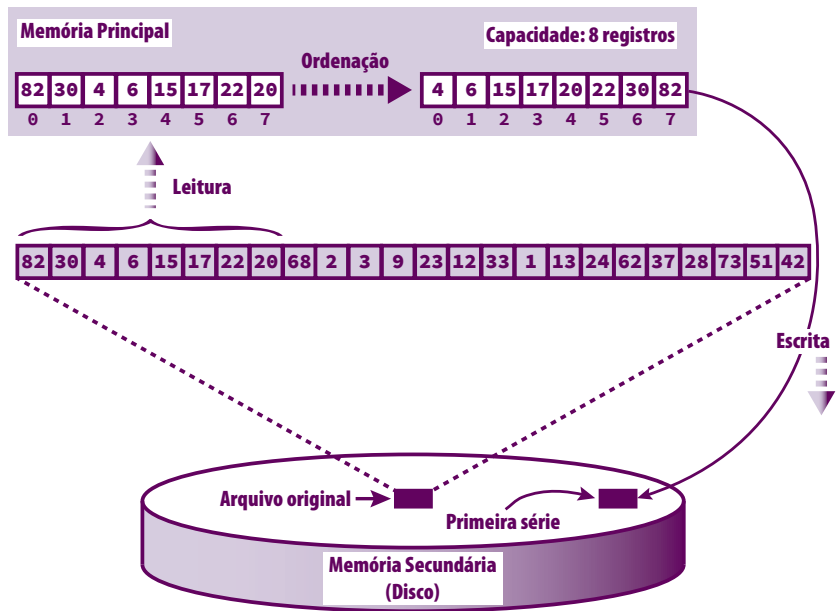 Memória Principal
Capacidade: 8 registros
Ordenação
82 30 4 6 15 17 22 20
4 6 15 17 20 22 30 82
0 1 2 3 4 5 6 7
0 1 2 3 4 5 6 7
Leitura
82 30 4 6 15 17 22 20 68 2 3 9 23 12 33 1 13 24 62 37 28 73 51 42
Escrita
Arquivo original
Primeira série
Memória Secundária
(Disco)